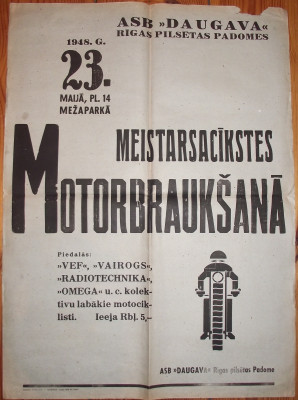 ASB »DAUGAVA«
RĪGAS PILSĒTAS PADOMES
1948. G.
23.
MAIJĀ, PL. 14
MEŽAPARKĀ
MEISTARSACĪKSTES
MOTORBRAUKŠANĀ
Piedalās:
»VEF«, »VAIROGS«,
»RADIOTECHNIKA«,
»OMEGA« u. c. kolek-
tīvu labākie motocik-
listi. Ieeja Rbļ. 5,—
ASB »DAUGAVA« Rīgas pilsētas Padome